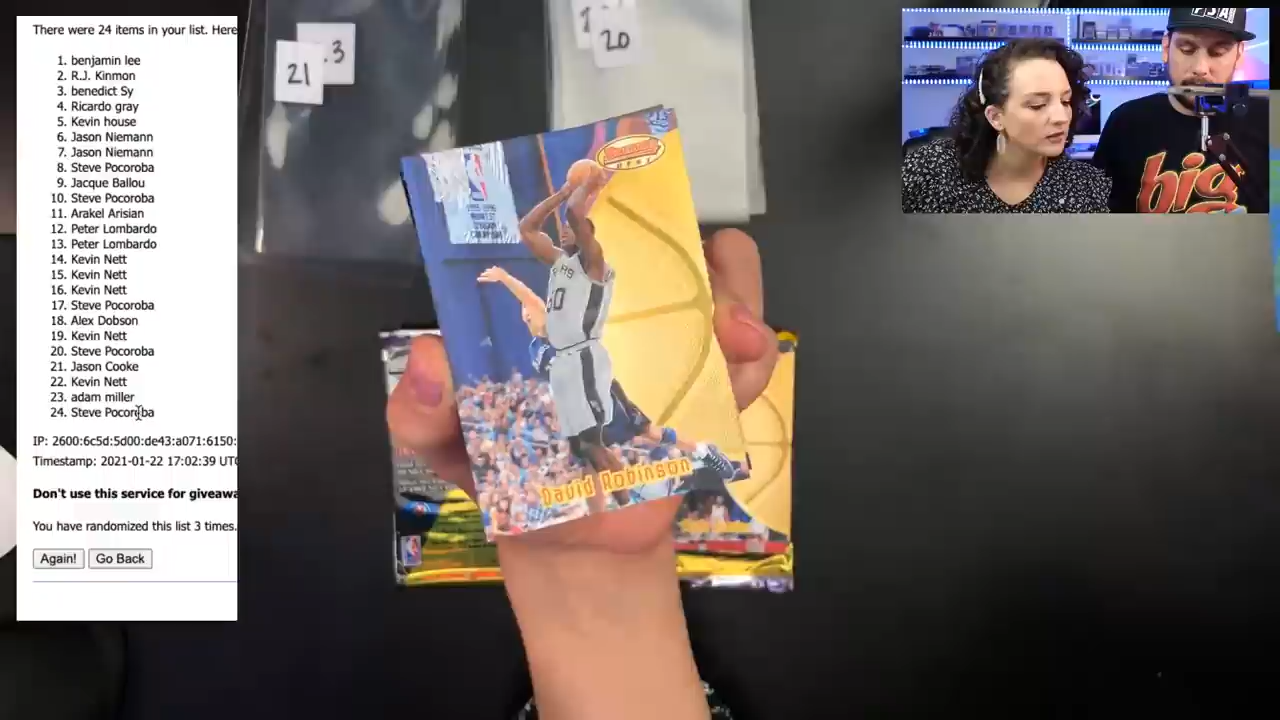 There were 24 items in your list. Here
1. benjamin lee
2. R.J. Kinmon
3. benedict Sy
4. Ricardo gray
5. Kevin house
6. Jason Niemann
7. Jason Niemann
8. Steve Pocoroba
9. Jacque Ballou
10. Steve Pocoroba
11. Arakel Arisian
12. Peter Lombardo
13. Peter Lombardo
14. Kevin Nett
15. Kevin Nett
16. Kevin Nett
17. Steve Pocoroba
18. Alex Dobson
19. Kevin Nett
20. Steve Pocoroba
21. Jason Cooke
22. Kevin Nett
23. adam miller
24. Steve Pocoroba
IP: 2600:6c5d:5d00:de43:a071:6150:
Timestamp: 2021-01-22 17:02:39 UTC
Don't use this service for giveawa
You have randomized this list 3 times.
Again! Go Back
21
3
20
David Robinson
PSA
big